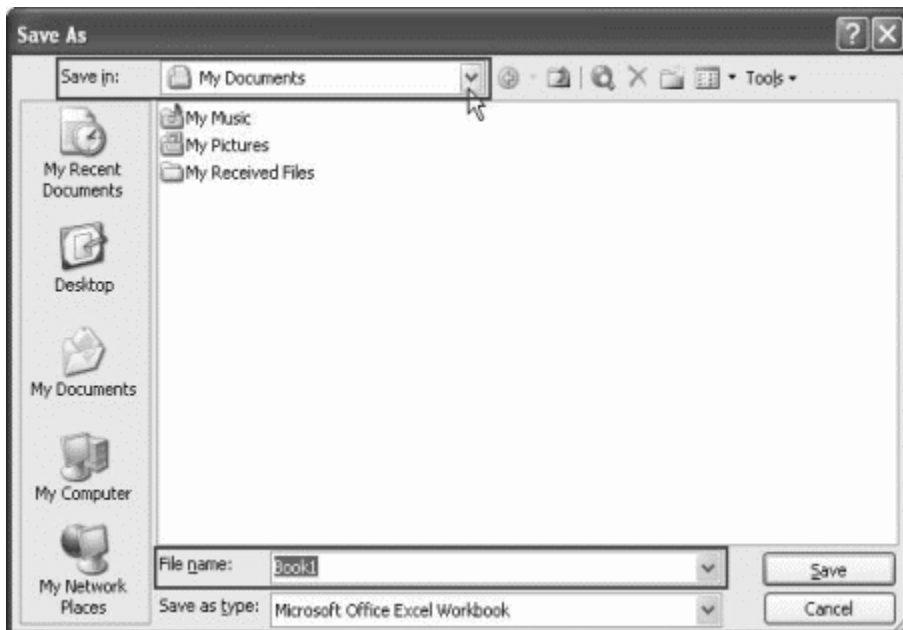 Save As
Save in:
My Documents
Tools
My Music
My Pictures
My Received Files
My Recent
Documents
Desktop
My Documents
My Computer
My Network
Places
File name:
Book1
Save
Save as type:
Microsoft Office Excel Workbook
Cancel